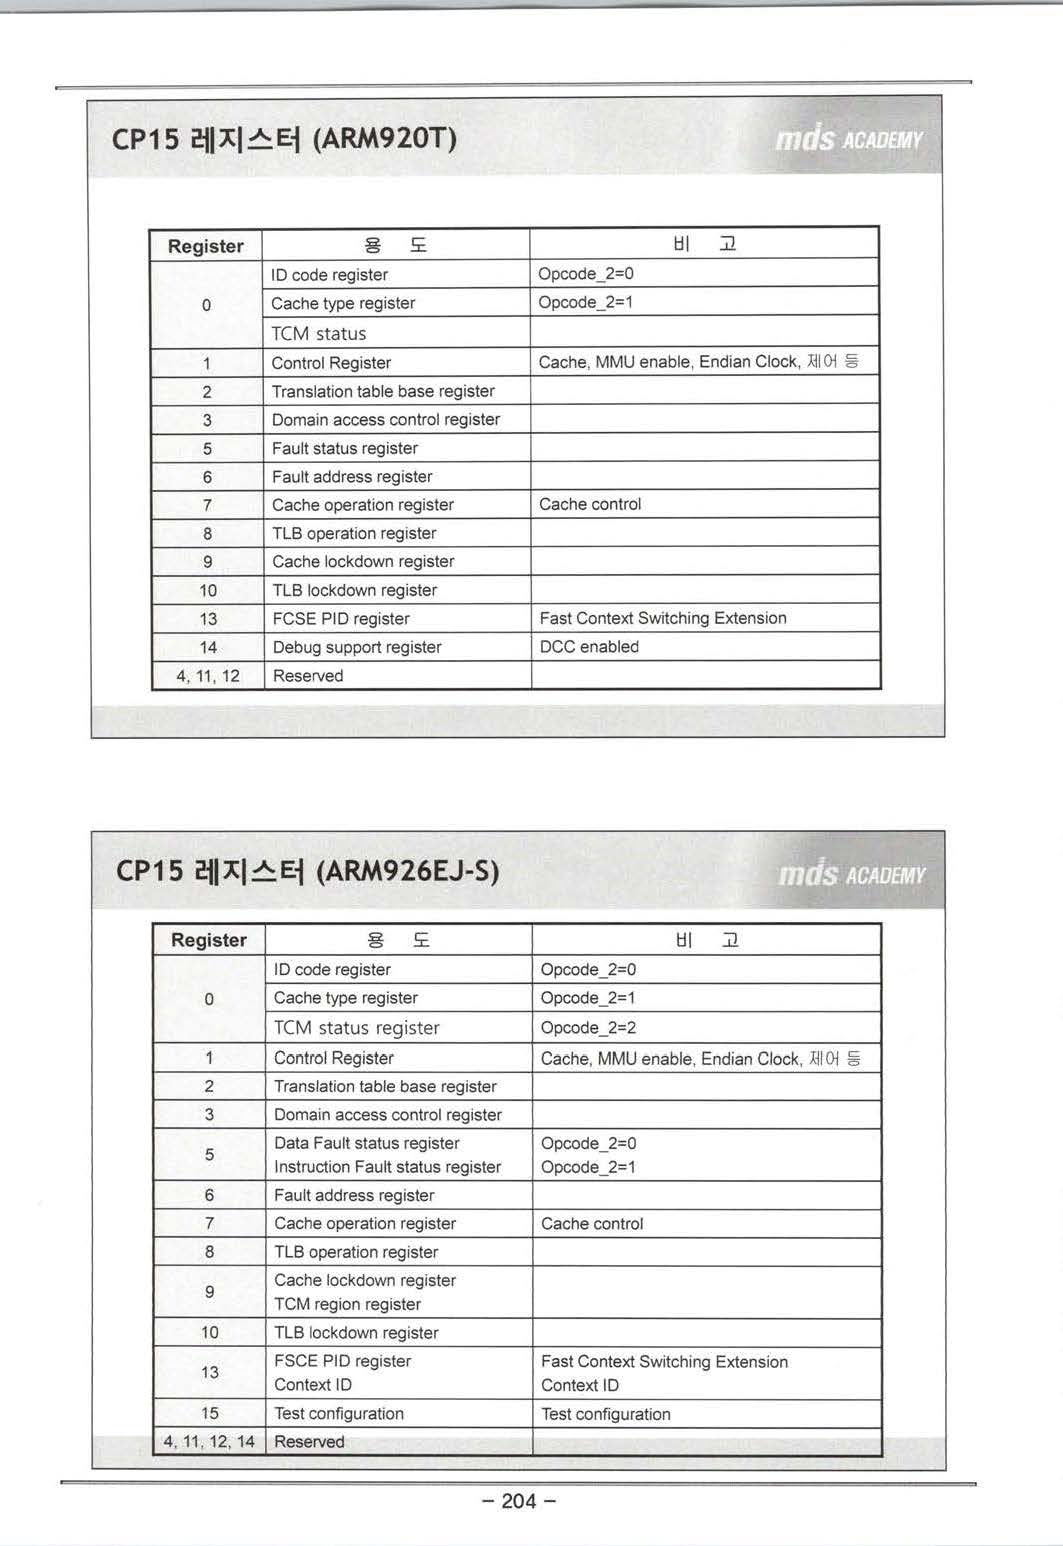 CP15 레지스터 (ARM920T)
mds ACADEMY
Register 용 도 비 고
0 ID code register Opcode_2=0
Cache type register Opcode_2=1
TCM status
1 Control Register Cache, MMU enable, Endian Clock, 제어 등
2 Translation table base register
3 Domain access control register
5 Fault status register
6 Fault address register
7 Cache operation register Cache control
8 TLB operation register
9 Cache lockdown register
10 TLB lockdown register
13 FCSE PID register Fast Context Switching Extension
14 Debug support register DCC enabled
4, 11, 12 Reserved
CP15 레지스터 (ARM926EJ-S)
mds ACADEMY
Register 용 도 비 고
0 ID code register Opcode_2=0
Cache type register Opcode_2=1
TCM status register Opcode_2=2
1 Control Register Cache, MMU enable, Endian Clock, 제어 등
2 Translation table base register
3 Domain access control register
5 Data Fault status register Opcode_2=0
Instruction Fault status register Opcode_2=1
6 Fault address register
7 Cache operation register Cache control
8 TLB operation register
9 Cache lockdown register
TCM region register
10 TLB lockdown register
13 FSCE PID register Fast Context Switching Extension
Context ID Context ID
15 Test configuration Test configuration
4, 11, 12, 14 Reserved
- 204 -